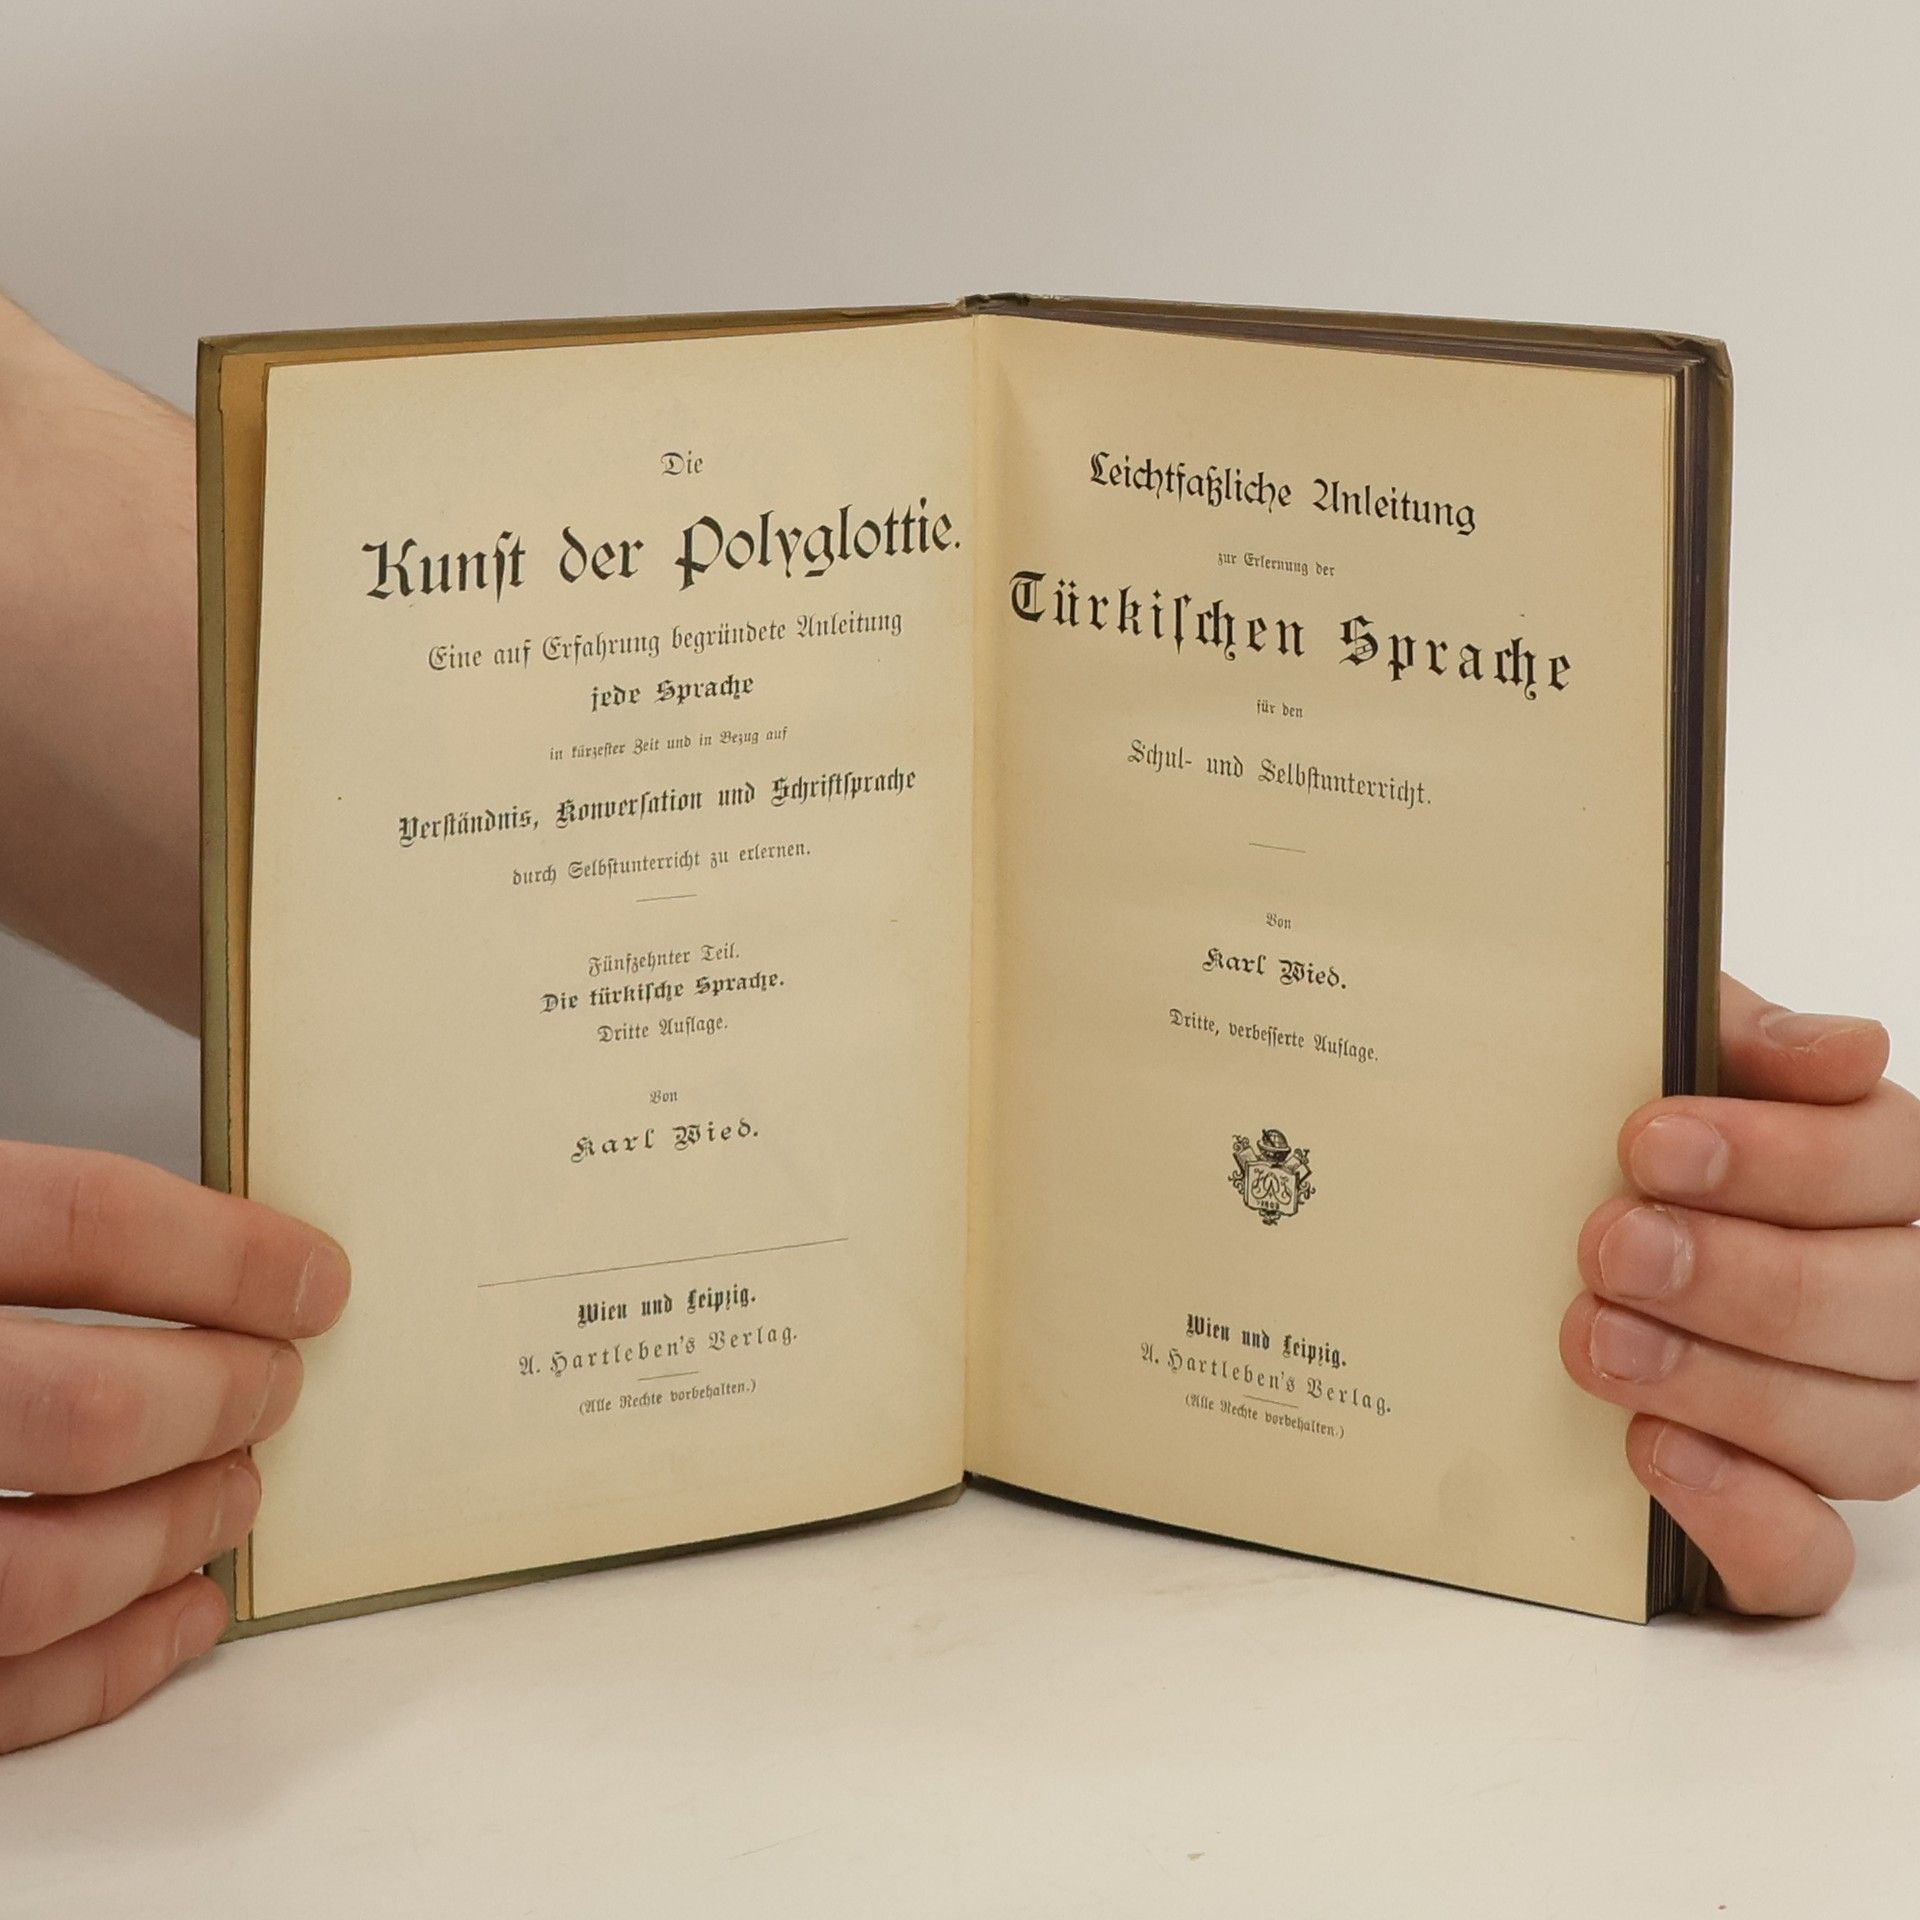 Die
Kunſt der Polyglottie.
Eine auf Erfahrung begründete Anleitung
jede Sprache
in kürzeſter Zeit und in Bezug auf
Verſtändnis, Konverſation und Schriftſprache
durch Selbſtunterricht zu erlernen.
Fünfzehnter Teil.
Die türkiſche Sprache.
Dritte Auflage.
Von
Karl Wied.
Wien und Leipzig.
A. Hartleben's Verlag.
(Alle Rechte vorbehalten.)
Leichtfaßliche Anleitung
zur Erlernung der
Türkiſchen Sprache
für den
Schul- und Selbſtunterricht.
Von
Karl Wied.
Dritte, verbeſſerte Auflage.
Wien und Leipzig.
A. Hartleben's Verlag.
(Alle Rechte vorbehalten.)